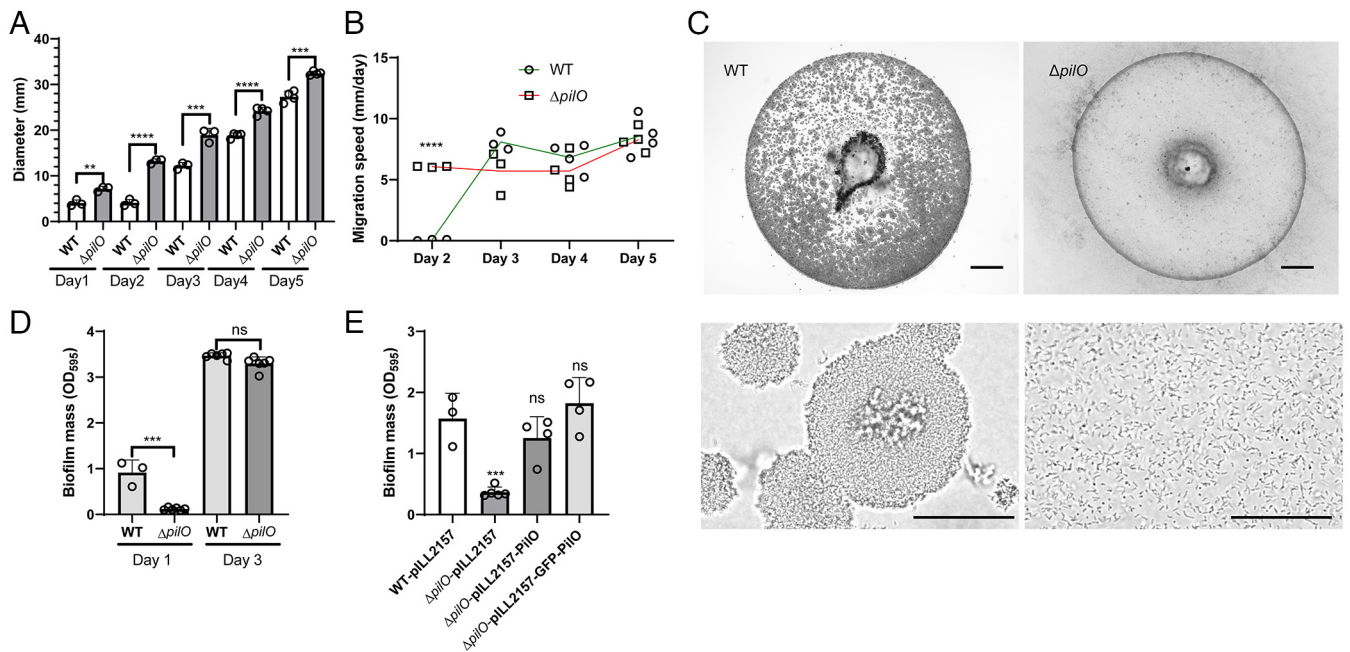 A
40
30
20
10
0
Diameter (mm)
**
****
***
****
***
WT
ΔpilO
WT
ΔpilO
WT
ΔpilO
WT
ΔpilO
WT
ΔpilO
Day1
Day2
Day3
Day4
Day5
B
15
10
5
0
Migration speed (mm/day)
WT
ΔpilO
****
Day 2
Day 3
Day 4
Day 5
C
WT
ΔpilO
D
4
3
2
1
0
Biofilm mass (OD595)
***
ns
WT
ΔpilO
WT
ΔpilO
Day 1
Day 3
E
3
2
1
0
Biofilm mass (OD595)
***
ns
ns
WT-pILL2157
ΔpilO-pILL2157
ΔpilO-pILL2157-PilO
ΔpilO-pILL2157-GFP-PilO